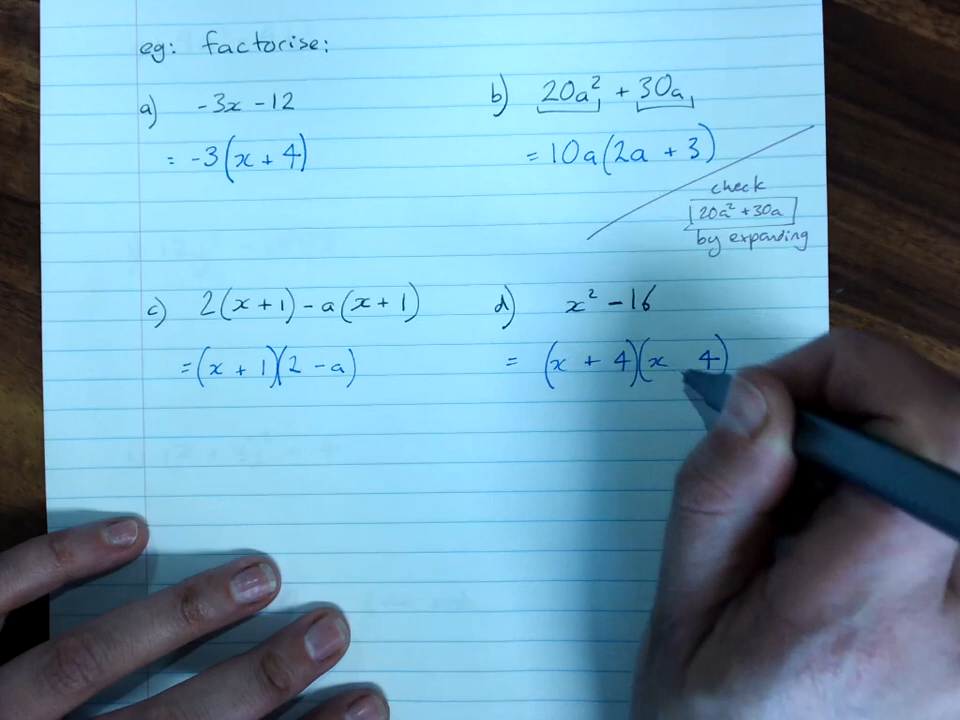 eg: factorise:
a) -3x - 12
= -3(x + 4)
b) 20a² + 30a
= 10a(2a + 3)
check
20a² + 30a
by expanding
c) 2(x + 1) - a(x + 1)
= (x + 1)(2 - a)
d) x² - 16
= (x + 4)(x 4)